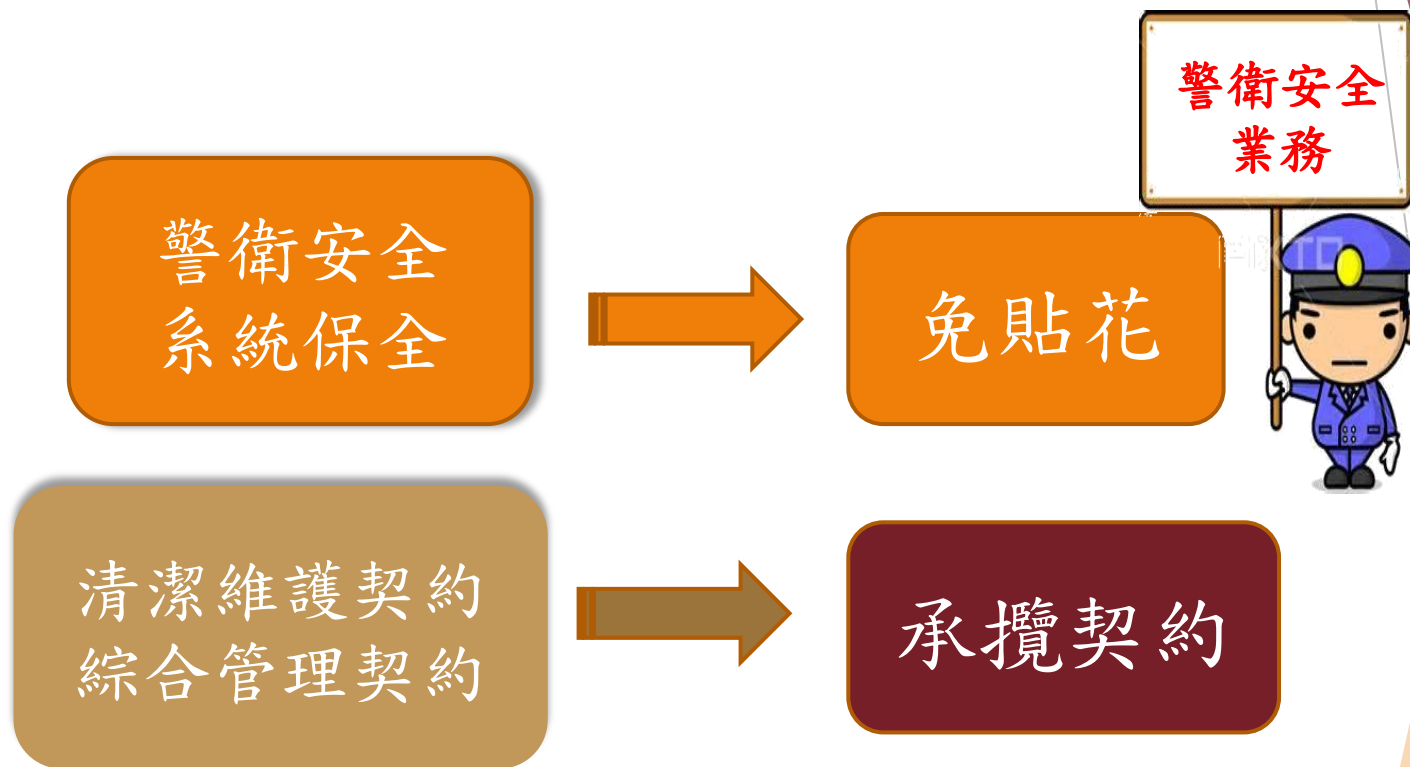 警衛安全
業務
警衛安全
系統保全
免貼花
清潔維護契約
綜合管理契約
承攬契約